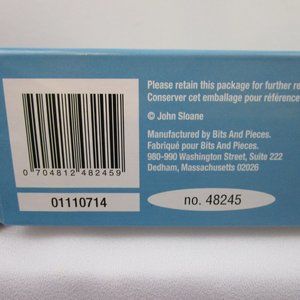 Please retain this package for further re
Conserver cet emballage pour référence
© John Sloane
Manufactured by Bits And Pieces.
Fabriqué pour Bits And Pieces.
980-990 Washington Street, Suite 222
Dedham, Massachusetts 02026
0 704812 482459
01110714
no. 48245